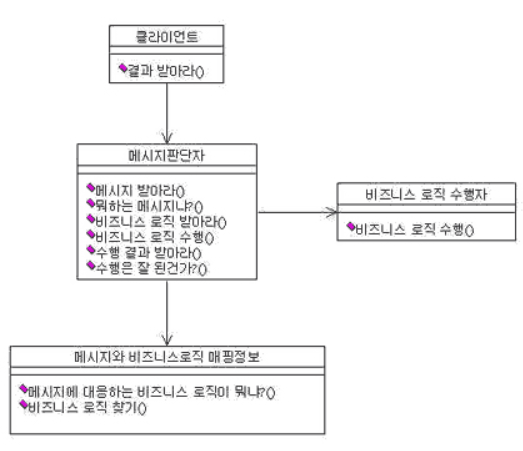 클라이언트
결과 받아라()
메시지판단자
메시지 받아라()
뭐하는 메시지냐?()
비즈니스 로직 받아라()
비즈니스 로직 수행()
수행 결과 받아라()
수행은 잘 된건가?()
비즈니스 로직 수행자
비즈니스 로직 수행()
메시지와 비즈니스로직 매핑정보
메시지에 대응하는 비즈니스 로직이 뭐냐?()
비즈니스 로직 찾기()